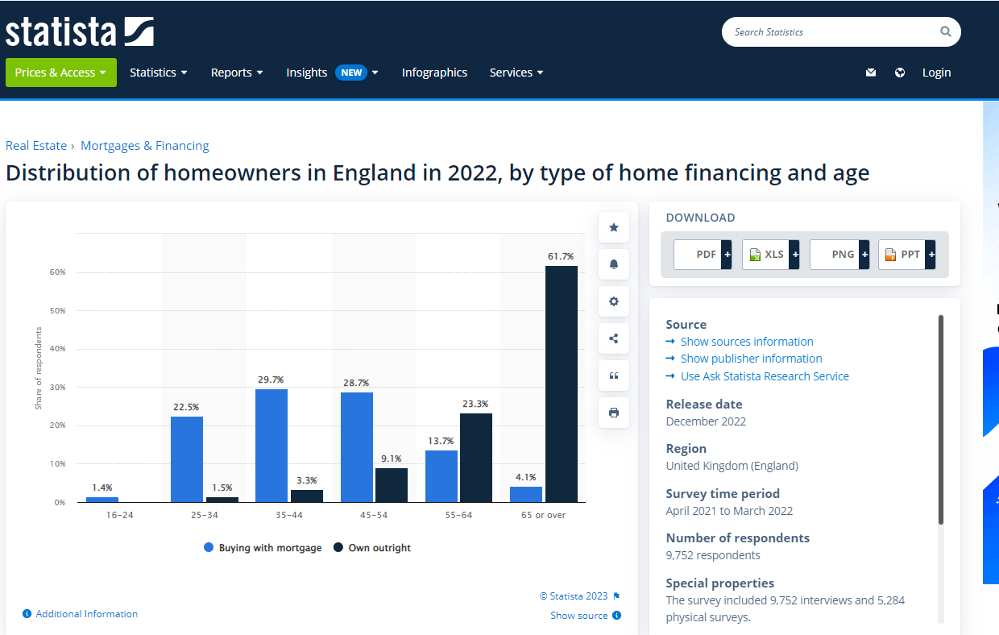 statista
Search Statistics
Prices & Access Statistics Reports Insights NEW Infographics Services Login
Real Estate › Mortgages & Financing
Distribution of homeowners in England in 2022, by type of home financing and age
Share of respondents
60%
50%
40%
30%
20%
10%
0%
1.4%
22.5%
1.5%
29.7%
3.3%
28.7%
9.1%
13.7%
23.3%
4.1%
61.7%
16–24 25–34 35–44 45–54 55–64 65 or over
Buying with mortgage Own outright
Additional Information
© Statista 2023
Show source
DOWNLOAD
PDF + XLS + PNG + PPT +
Source
Show sources information
Show publisher information
Use Ask Statista Research Service
Release date
December 2022
Region
United Kingdom (England)
Survey time period
April 2021 to March 2022
Number of respondents
9,752 respondents
Special properties
The survey included 9,752 interviews and 5,284
physical surveys.